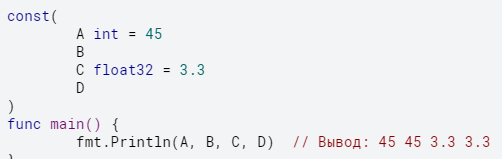 const(
        A int = 45
        B
        C float32 = 3.3
        D
)
func main() {
        fmt.Println(A, B, C, D)  // Вывод: 45 45 3.3 3.3
}